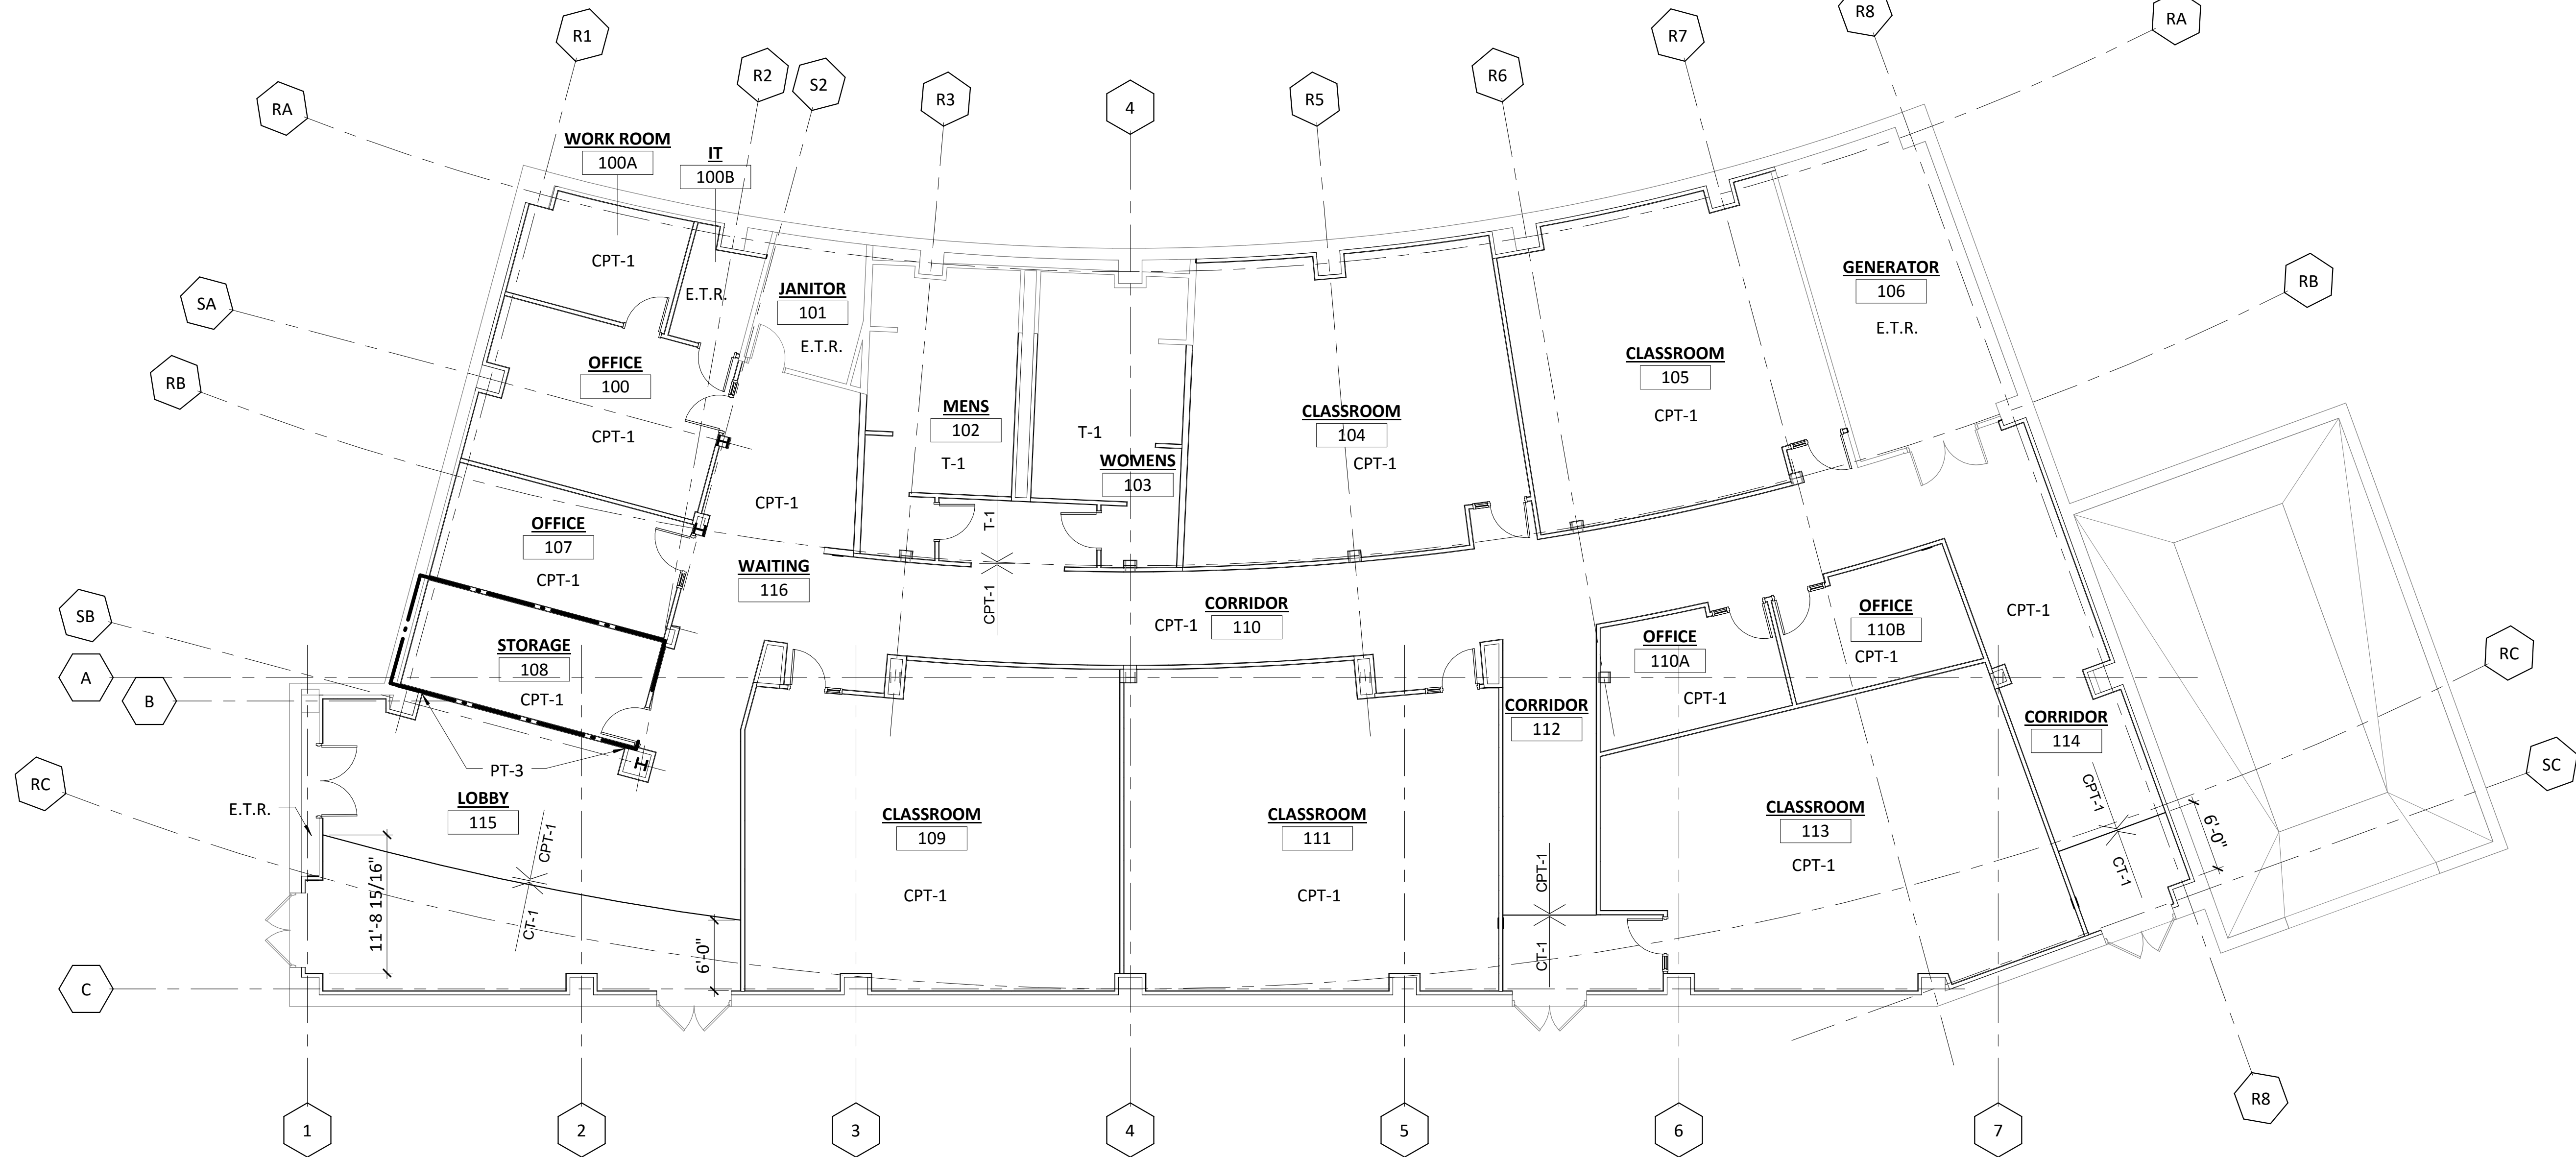 R8
RA
R1
R7
R2
R6
S2
R3
R5
RA
4
WORK ROOM
100A
IT
100B
CPT-1
GENERATOR
106
E.T.R.
RB
SA
E.T.R.
JANITOR
101
E.T.R.
OFFICE
100
CPT-1
CLASSROOM
105
CPT-1
RB
MENS
102
T-1
T-1
WOMENS
103
CLASSROOM
104
CPT-1
CPT-1
OFFICE
107
CPT-1
T-1
CPT-1
WAITING
116
CORRIDOR
110
CPT-1
OFFICE
110B
CPT-1
CPT-1
SB
STORAGE
108
CPT-1
OFFICE
110A
CPT-1
RC
A
B
CORRIDOR
112
CORRIDOR
114
RC
PT-3
SC
LOBBY
115
E.T.R.
CPT-1
CT-1
CLASSROOM
109
CPT-1
CLASSROOM
111
CPT-1
CLASSROOM
113
CPT-1
CPT-1
CT-1
6'-0"
CPT-1
CT-1
11'-8 15/16"
6'-0"
C
R8
1
2
3
4
5
6
7